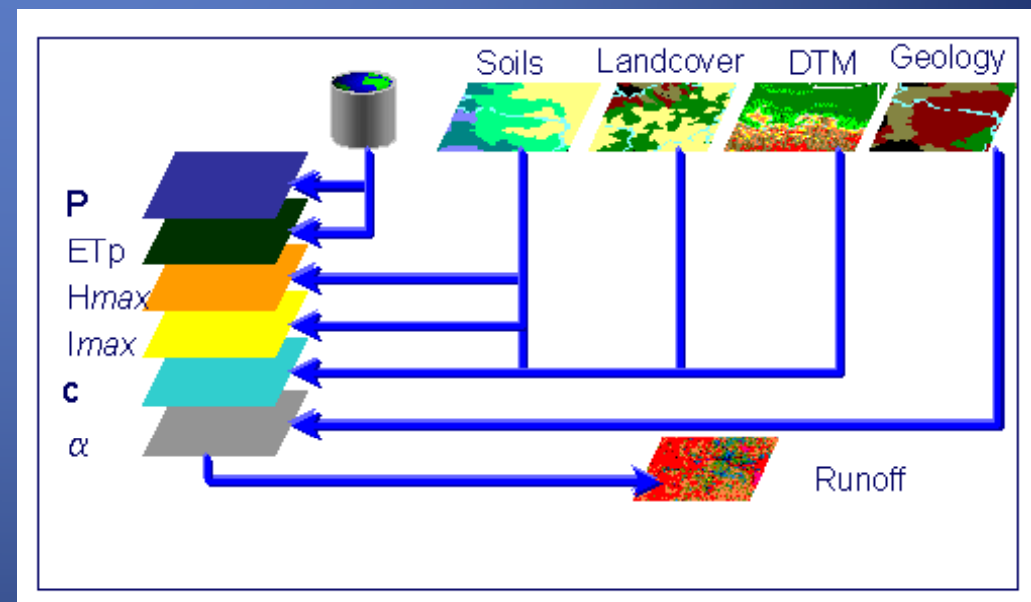 Soils Landcover DTM Geology
P
ETp
Hmax
Imax
c
α
Runoff